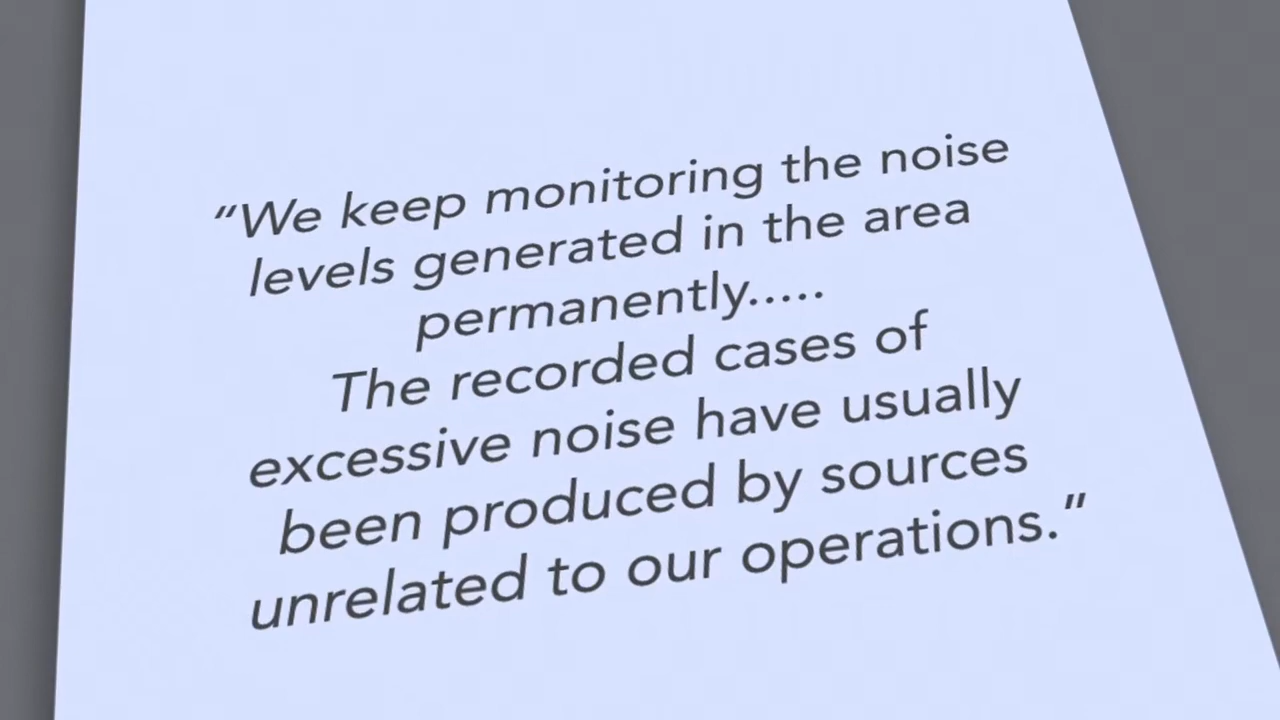 "We keep monitoring the noise
levels generated in the area
permanently.....
The recorded cases of
excessive noise have usually
been produced by sources
unrelated to our operations."